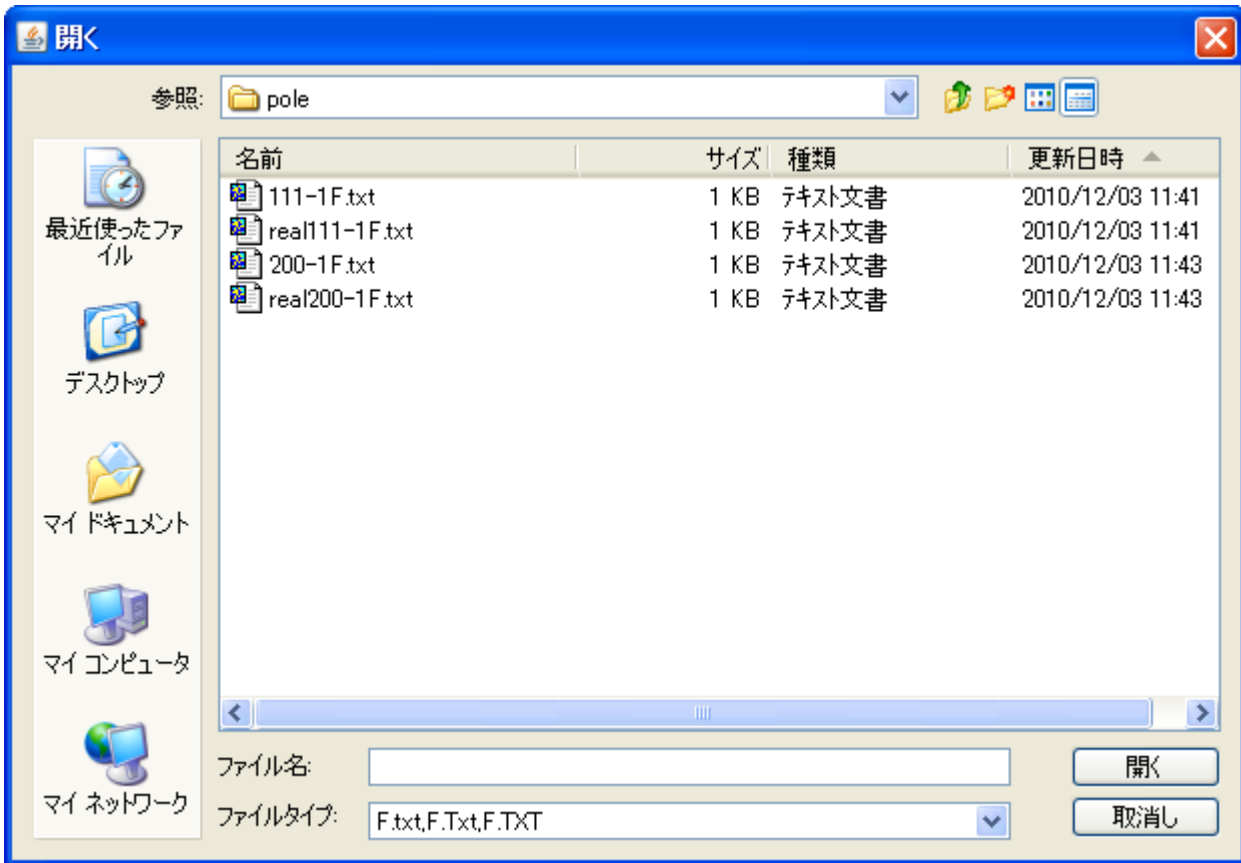 開く
参照: pole
名前 サイズ 種類 更新日時
111-1F.txt 1 KB テキスト文書 2010/12/03 11:41
real111-1F.txt 1 KB テキスト文書 2010/12/03 11:41
200-1F.txt 1 KB テキスト文書 2010/12/03 11:43
real200-1F.txt 1 KB テキスト文書 2010/12/03 11:43
最近使ったファ
イル
デスクトップ
マイ ドキュメント
マイ コンピュータ
マイ ネットワーク
ファイル名: 開く
ファイルタイプ: F.txt,F.Txt,F.TXT 取消し